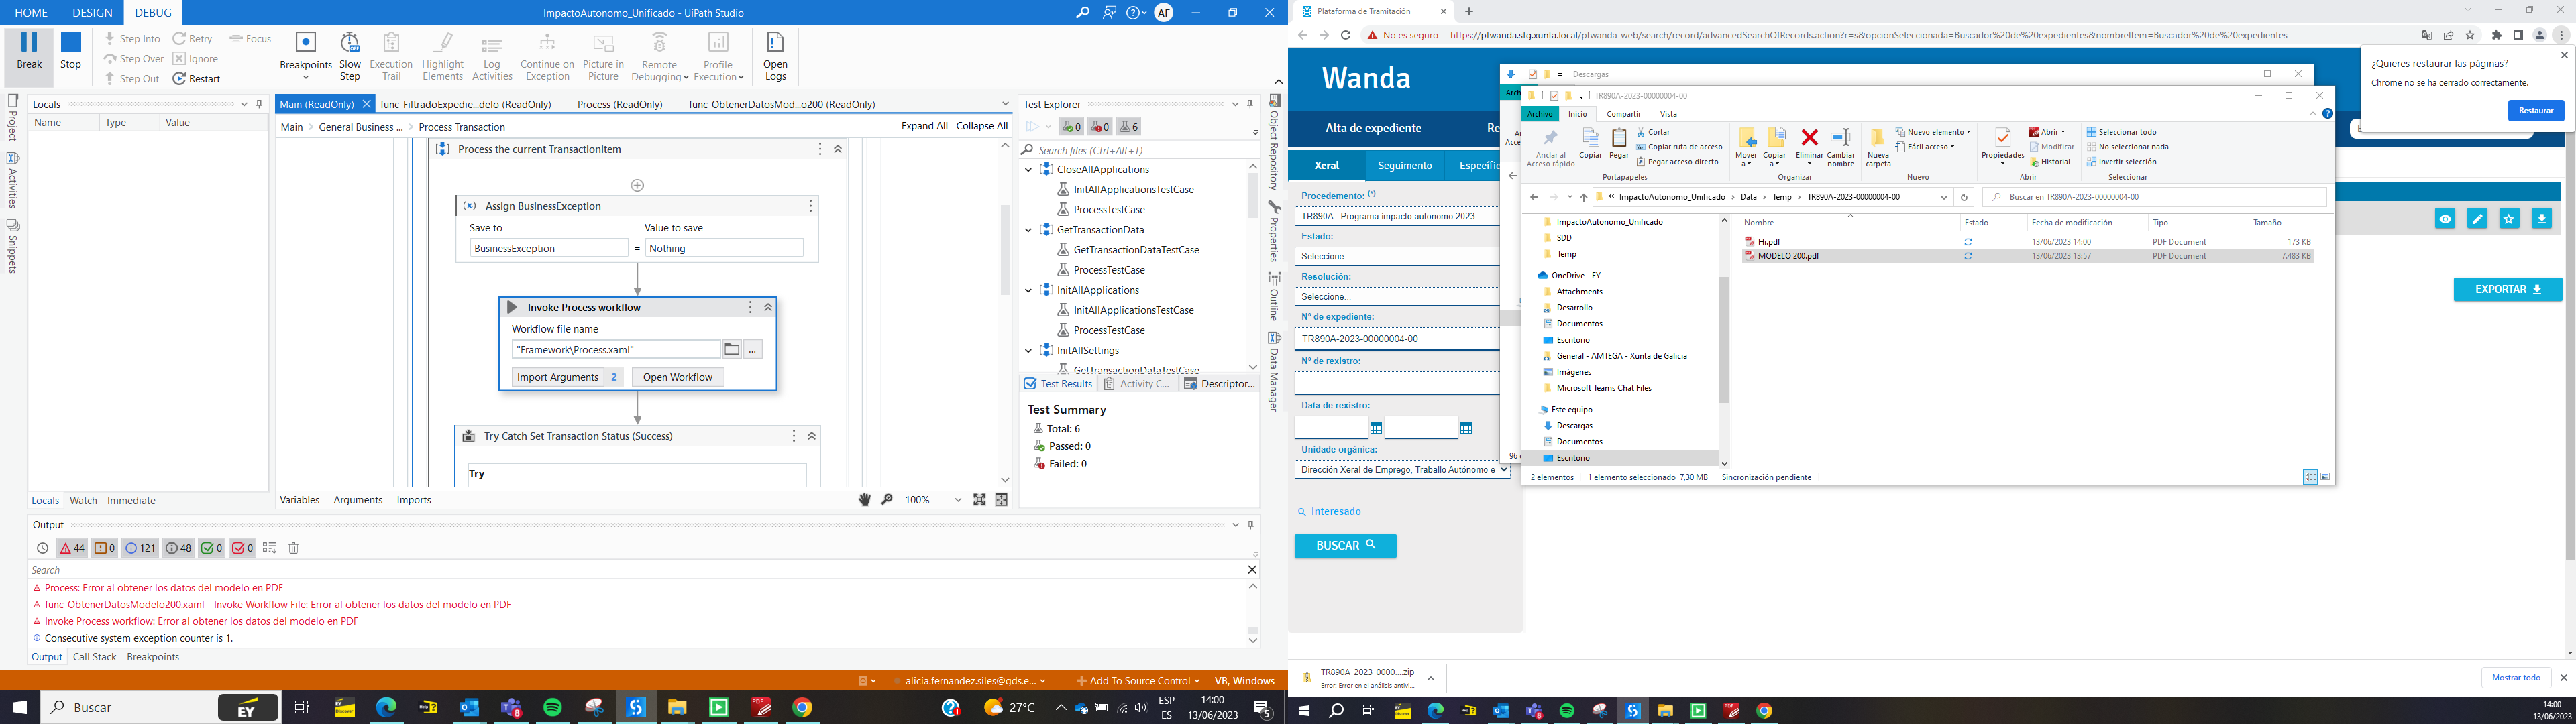 HOME DESIGN DEBUG
ImpactoAutonomo_Unificado - UiPath Studio
AF
Break
Stop
Step Into
Step Over
Step Out
Retry
Ignore
Restart
Focus
Breakpoints
Slow Step
Execution Trail
Highlight Elements
Log Activities
Continue on Exception
Picture in Picture
Remote Debugging
Profile Execution
Open Logs
Project
Activities
Snippets
Locals
Name Type Value
Locals Watch Immediate
Main (ReadOnly)
func_FiltradoExpedie...delo (ReadOnly)
Process (ReadOnly)
func_ObtenerDatosMod...o200 (ReadOnly)
Main > General Business ... > Process Transaction
Expand All Collapse All
Process the current TransactionItem
Assign BusinessException
Save to Value to save
BusinessException = Nothing
Invoke Process workflow
Workflow file name
"Framework\Process.xaml"
...
Import Arguments 2
Open Workflow
Try Catch Set Transaction Status (Success)
Try
Variables Arguments Imports
100%
Test Explorer
0 0 6
Search files (Ctrl+Alt+T)
CloseAllApplications
InitAllApplicationsTestCase
ProcessTestCase
GetTransactionData
GetTransactionDataTestCase
ProcessTestCase
InitAllApplications
InitAllApplicationsTestCase
ProcessTestCase
InitAllSettings
GetTransactionDataTestCase
Test Results Activity C... Descriptor...
Test Summary
Total: 6
Passed: 0
Failed: 0
Object Repository
Properties
Outline
Data Manager
Output
44 0 121 48 0 0
Search
Process: Error al obtener los datos del modelo en PDF
func_ObtenerDatosModelo200.xaml - Invoke Workflow File: Error al obtener los datos del modelo en PDF
Invoke Process workflow: Error al obtener los datos del modelo en PDF
Consecutive system exception counter is 1.
Output Call Stack Breakpoints
alicia.fernandez.siles@gds.e...
Add To Source Control
VB, Windows
Buscar
EY
27°C
ESP
ES
14:00
13/06/2023
5
Plataforma de Tramitación
No es seguro
https://ptwanda.stg.xunta.local/ptwanda-web/search/record/advancedSearchOfRecords.action?r=s&opcionSeleccionada=Buscador%20de%20expedientes&nombreItem=Buscador%20de%20expedientes
¿Quieres restaurar las páginas?
Chrome no se ha cerrado correctamente.
Restaurar
Wanda
Alta de expediente
Xeral Seguimento Específic
Procedemento: (*)
TR890A - Programa impacto autonomo 2023
Estado:
Seleccione...
Resolución:
Seleccione...
Nº de expediente:
TR890A-2023-00000004-00
Nº de rexistro:
Data de rexistro:
Unidade orgánica:
Dirección Xeral de Emprego, Traballo Autónomo e
Interesado
BUSCAR
EXPORTAR
Descargas
TR890A-2023-00000004-00
Archivo Inicio Compartir Vista
Anclar al Acceso rápido
Copiar
Pegar
Cortar
Copiar ruta de acceso
Pegar acceso directo
Portapapeles
Mover a
Copiar a
Eliminar
Cambiar nombre
Organizar
Nueva carpeta
Nuevo elemento
Fácil acceso
Nuevo
Propiedades
Abrir
Modificar
Historial
Abrir
Seleccionar todo
No seleccionar nada
Invertir selección
Seleccionar
« ImpactoAutonomo_Unificado > Data > Temp > TR890A-2023-00000004-00
Buscar en TR890A-2023-00000004-00
ImpactoAutonomo_Unificado
SDD
Temp
OneDrive - EY
Attachments
Desarrollo
Documentos
Escritorio
General - AMTEGA - Xunta de Galicia
Imágenes
Microsoft Teams Chat Files
Este equipo
Descargas
Documentos
Escritorio
Nombre Estado Fecha de modificación Tipo Tamaño
Hi.pdf 13/06/2023 14:00 PDF Document 173 KB
MODELO 200.pdf 13/06/2023 13:57 PDF Document 7.483 KB
2 elementos 1 elemento seleccionado 7,30 MB Sincronización pendiente
TR890A-2023-0000....zip
Error: Error en el análisis antivi...
Mostrar todo
14:00
13/06/2023